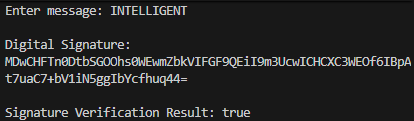 Enter message: INTELLIGENT
Digital Signature:
MDwCHFTn0DtbSGOOhs0WEwmZbkVIFGF9QEiI9m3UcwICHCXC3WEOf6IBpA
t7uaC7+bV1iN5ggIbYcfhuq44=
Signature Verification Result: true